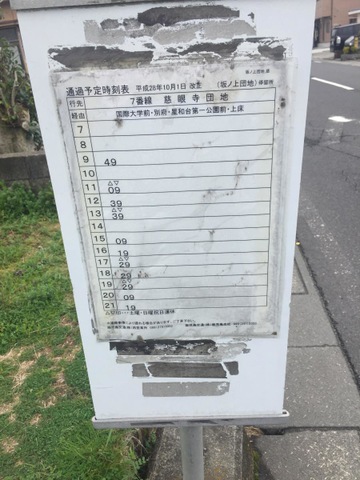 通過予定時刻表 平成28年10月1日 改正 (坂ノ上団地)停留所
行先 7番線 慈眼寺団地
経由 国際大学前・別府・星和台第一公園前・上床
7
8
9 49
10
11 △▽ 09
12 39
13 △▽ 39
14
15 09
16 19
17 △▽ 29
18 29
19 29
20 09
21 19